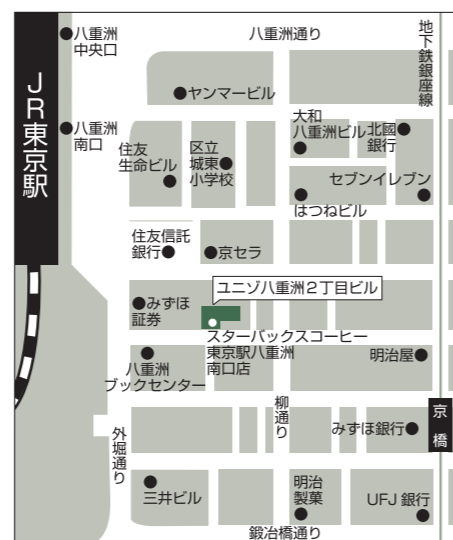 八重洲
中央口
八重洲通り
地下鉄銀座線
JR東京駅
ヤンマービル
八重洲
南口
住友
生命ビル
区立
城東
小学校
大和
八重洲ビル
北國
銀行
セブンイレブン
はつねビル
住友信託
銀行
京セラ
ユニゾ八重洲2丁目ビル
みずほ
証券
スターバックスコーヒー
東京駅八重洲
南口店
八重洲
ブックセンター
明治屋
柳通り
京橋
みずほ銀行
外堀通り
三井ビル
明治
製菓
UFJ 銀行
鍛冶橋通り